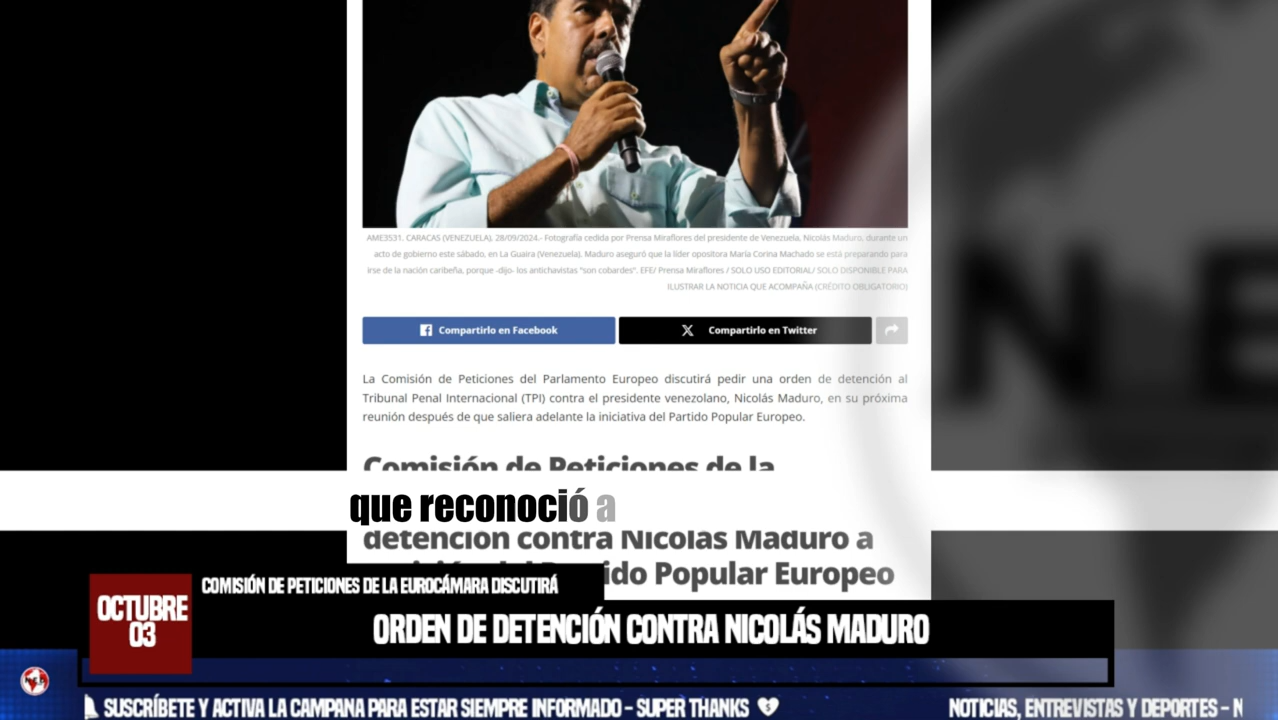 AME3531. CARACAS (VENEZUELA), 28/09/2024.- Fotografía cedida por Prensa Miraflores del presidente de Venezuela, Nicolás Maduro, durante un
acto de gobierno este sábado, en La Guaira (Venezuela). Maduro aseguró que la líder opositora María Corina Machado se está preparando para
irse de la nación caribeña, porque -dijo- los antichavistas "son cobardes". EFE/ Prensa Miraflores / SOLO USO EDITORIAL/ SOLO DISPONIBLE PARA
ILUSTRAR LA NOTICIA QUE ACOMPAÑA (CRÉDITO OBLIGATORIO)
Compartirlo en Facebook
Compartirlo en Twitter
N E
La Comisión de Peticiones del Parlamento Europeo discutirá pedir una orden de detención al
Tribunal Penal Internacional (TPI) contra el presidente venezolano, Nicolás Maduro, en su próxima
reunión después de que saliera adelante la iniciativa del Partido Popular Europeo.
Comisión de Peticiones de la
que reconoció a
detención contra Nicolás Maduro a
ido Popular Europeo
COMISIÓN DE PETICIONES DE LA EUROCÁMARA DISCUTIRÁ
OCTUBRE
03
ORDEN DE DETENCIÓN CONTRA NICOLÁS MADURO
SUSCRÍBETE Y ACTIVA LA CAMPANA PARA ESTAR SIEMPRE INFORMADO - SUPER THANKS
NOTICIAS, ENTREVISTAS Y DEPORTES - N